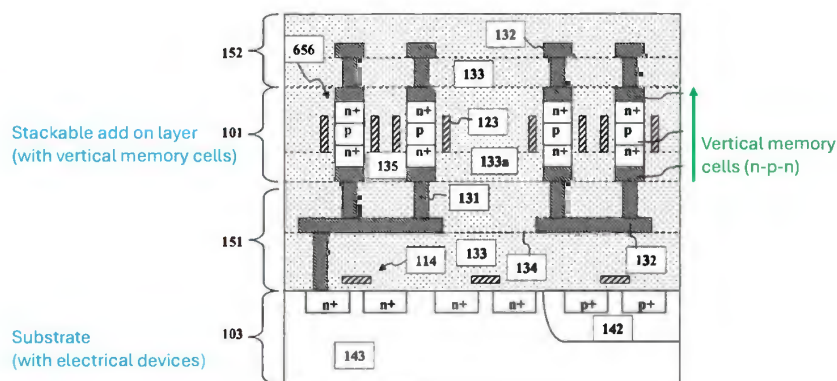 152
656
132
133
n+
n+
n+
n+
Stackable add on layer
(with vertical memory cells)
101
p
p
123
p
p
Vertical memory
cells (n-p-n)
n+
n+
n+
n+
135
133a
131
151
133
114
134
132
n+
n+
n+
n+
p+
p+
142
Substrate
(with electrical devices)
103
143